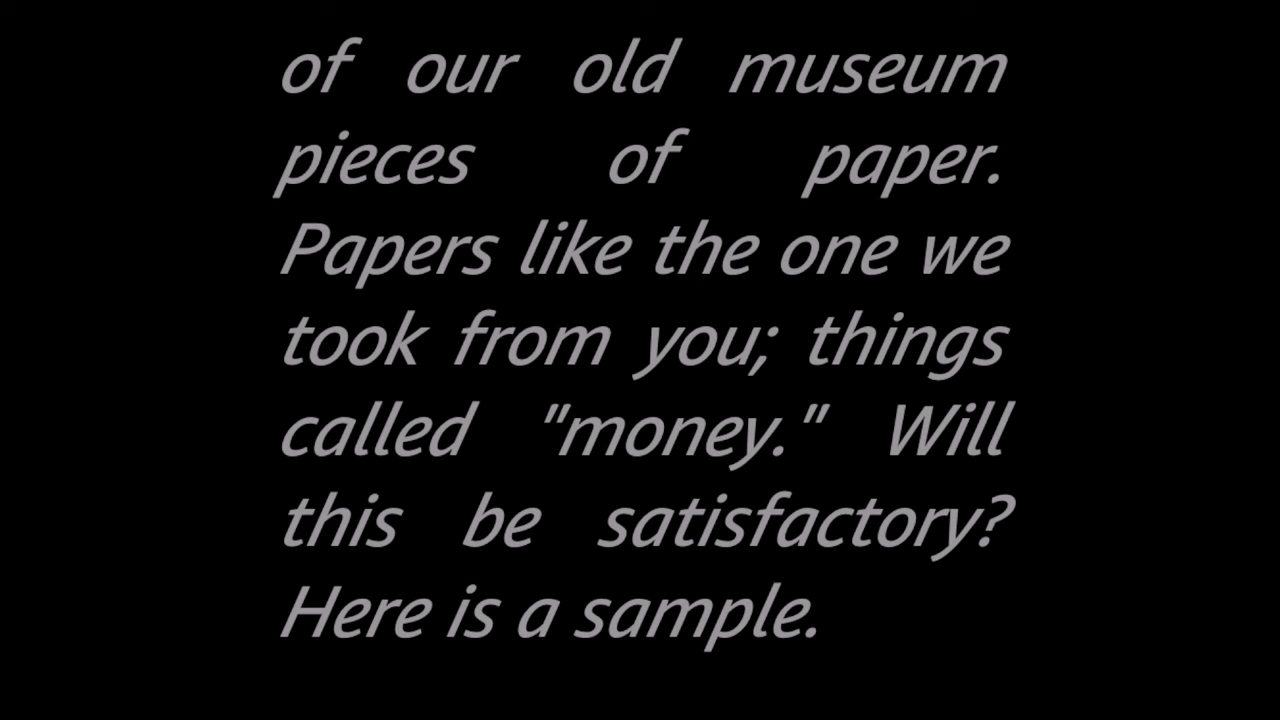 of our old museum
pieces of paper.
Papers like the one we
took from you; things
called "money." Will
this be satisfactory?
Here is a sample.